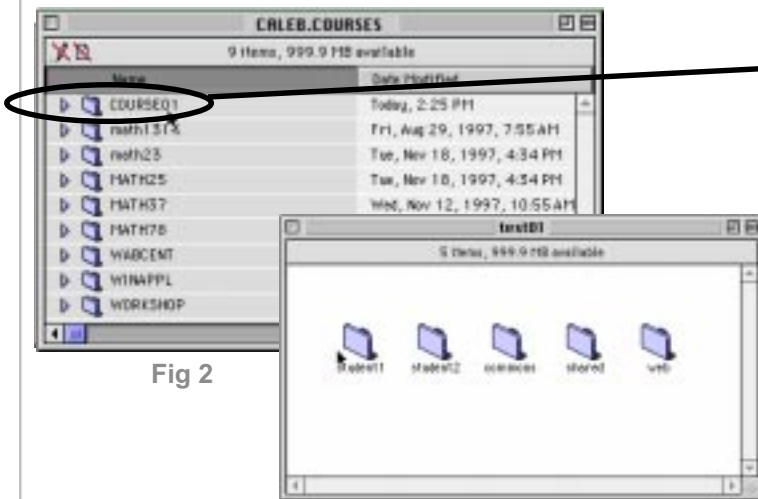 CALEB.COURSES
9 items, 999.9 MB available
Name Date Modified
COURSEQ1 Today, 2:25 PM
math131A Fri, Aug 29, 1997, 7:55 AM
math23 Tue, Nov 18, 1997, 4:34 PM
MATH25 Tue, Nov 18, 1997, 4:34 PM
MATH37 Wed, Nov 12, 1997, 10:55 AM
MATH78
WABCENT
WINAPPL
WORKSHOP
test01
5 items, 999.9 MB available
student1 student2 commons shared web
Fig 2